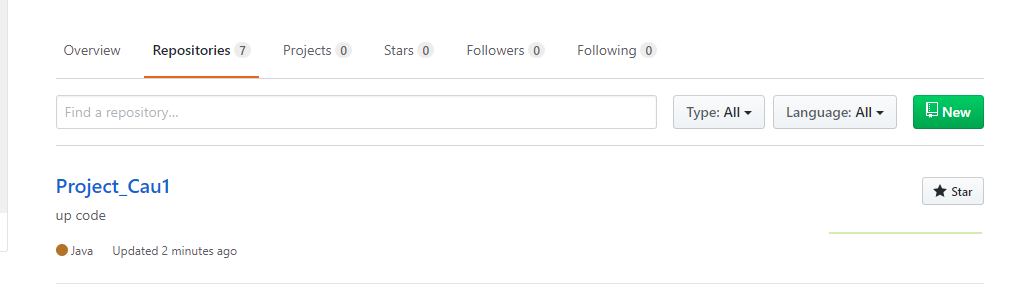 Overview Repositories 7 Projects 0 Stars 0 Followers 0 Following 0
Find a repository... Type: All Language: All New
Project_Cau1 Star
up code
Java Updated 2 minutes ago